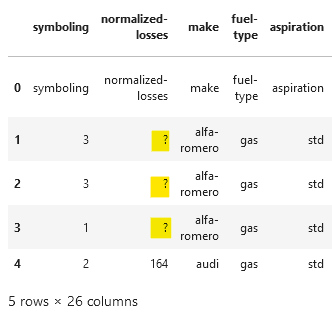 symboling normalized-losses make fuel-type aspiration
0 symboling normalized-losses make fuel-type aspiration
1 3 ? alfa-romero gas std
2 3 ? alfa-romero gas std
3 1 ? alfa-romero gas std
4 2 164 audi gas std
5 rows × 26 columns